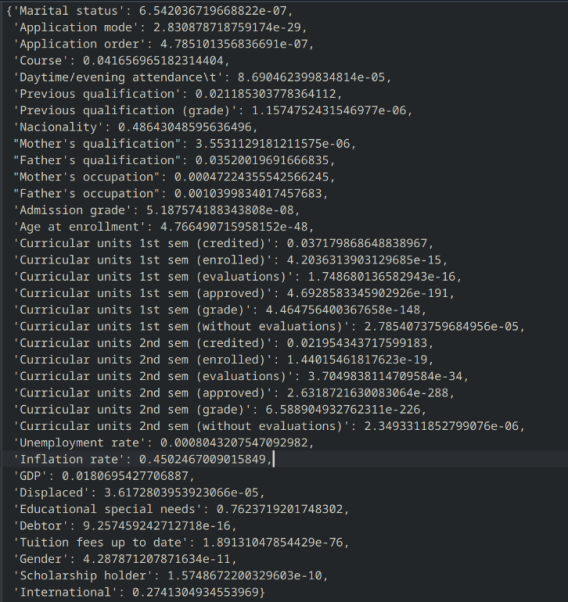 {'Marital status': 6.542036719668822e-07,
'Application mode': 2.830878718759174e-29,
'Application order': 4.785101356836691e-07,
'Course': 0.041656965182314404,
'Daytime/evening attendance\t': 8.690462399834814e-05,
'Previous qualification': 0.021185303778364112,
'Previous qualification (grade)': 1.1574752431546977e-06,
'Nacionality': 0.48643048595636496,
"Mother's qualification": 3.5531129181211575e-06,
"Father's qualification": 0.03520019691666835,
"Mother's occupation": 0.00047224355542566245,
"Father's occupation": 0.0010399834017457683,
'Admission grade': 5.187574188343808e-08,
'Age at enrollment': 4.766490715958152e-48,
'Curricular units 1st sem (credited)': 0.037179868648838967,
'Curricular units 1st sem (enrolled)': 4.2036313903129685e-15,
'Curricular units 1st sem (evaluations)': 1.748680136582943e-16,
'Curricular units 1st sem (approved)': 4.6928583345902926e-191,
'Curricular units 1st sem (grade)': 4.464756400367658e-148,
'Curricular units 1st sem (without evaluations)': 2.7854073759684956e-05,
'Curricular units 2nd sem (credited)': 0.021954343717599183,
'Curricular units 2nd sem (enrolled)': 1.44015461817623e-19,
'Curricular units 2nd sem (evaluations)': 3.7049838114709584e-34,
'Curricular units 2nd sem (approved)': 2.6318721630083064e-288,
'Curricular units 2nd sem (grade)': 6.588904932762311e-226,
'Curricular units 2nd sem (without evaluations)': 2.3493311852799076e-06,
'Unemployment rate': 0.0008043207547092982,
'Inflation rate': 0.4502467009015849,
'GDP': 0.0180695427706887,
'Displaced': 3.6172803953923066e-05,
'Educational special needs': 0.7623719201748302,
'Debtor': 9.257459242712718e-16,
'Tuition fees up to date': 1.89131047854429e-76,
'Gender': 4.287871207871634e-11,
'Scholarship holder': 1.5748672200329603e-10,
'International': 0.2741304934553969}